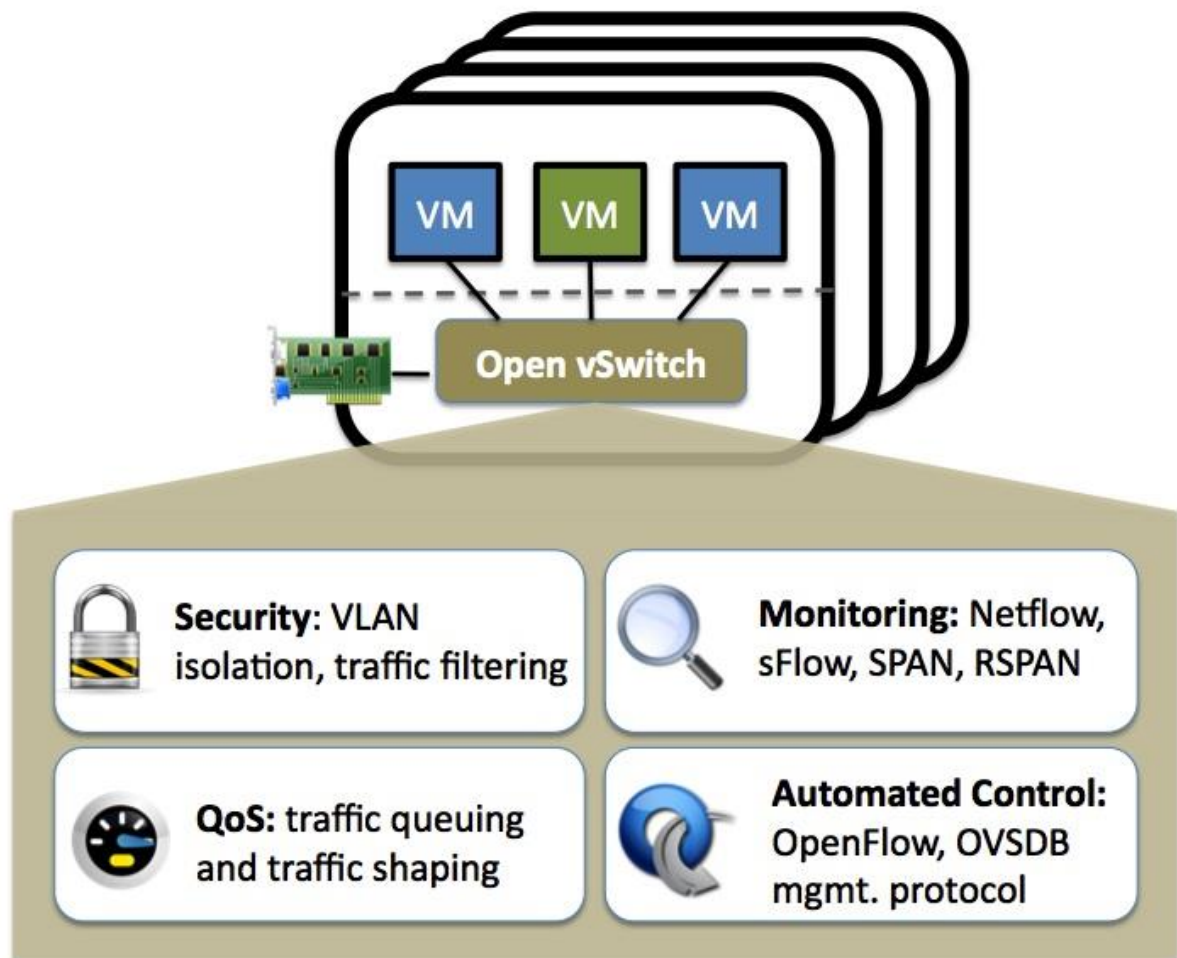 VM
VM
VM
Open vSwitch
Security: VLAN
isolation, traffic filtering
Monitoring: Netflow,
sFlow, SPAN, RSPAN
QoS: traffic queuing
and traffic shaping
Automated Control:
OpenFlow, OVSDB
mgmt. protocol